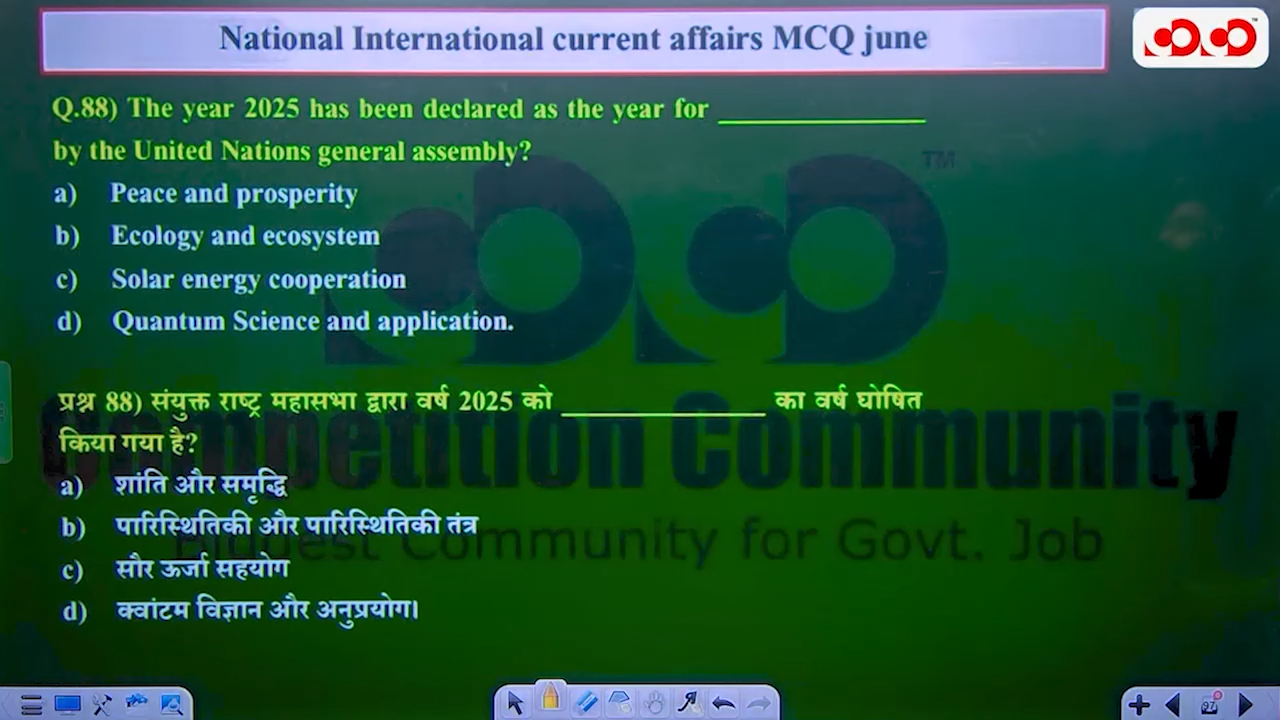 National International current affairs MCQ june
TM
Q.88) The year 2025 has been declared as the year for ____________
by the United Nations general assembly?
a) Peace and prosperity
b) Ecology and ecosystem
c) Solar energy cooperation
d) Quantum Science and application.
TM
प्रश्न 88) संयुक्त राष्ट्र महासभा द्वारा वर्ष 2025 को ____________ का वर्ष घोषित
किया गया है?
a) शांति और समृद्धि
b) पारिस्थितिकी और पारिस्थितिकी तंत्र
c) सौर ऊर्जा सहयोग
d) क्वांटम विज्ञान और अनुप्रयोग।
Competition Community
Biggest Community for Govt. Job
97